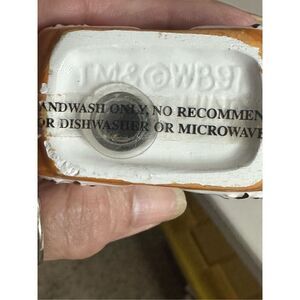 TM&©WB97
ANDWASH ONLY, NO RECOMMEN
OR DISHWASHER OR MICROWAVE